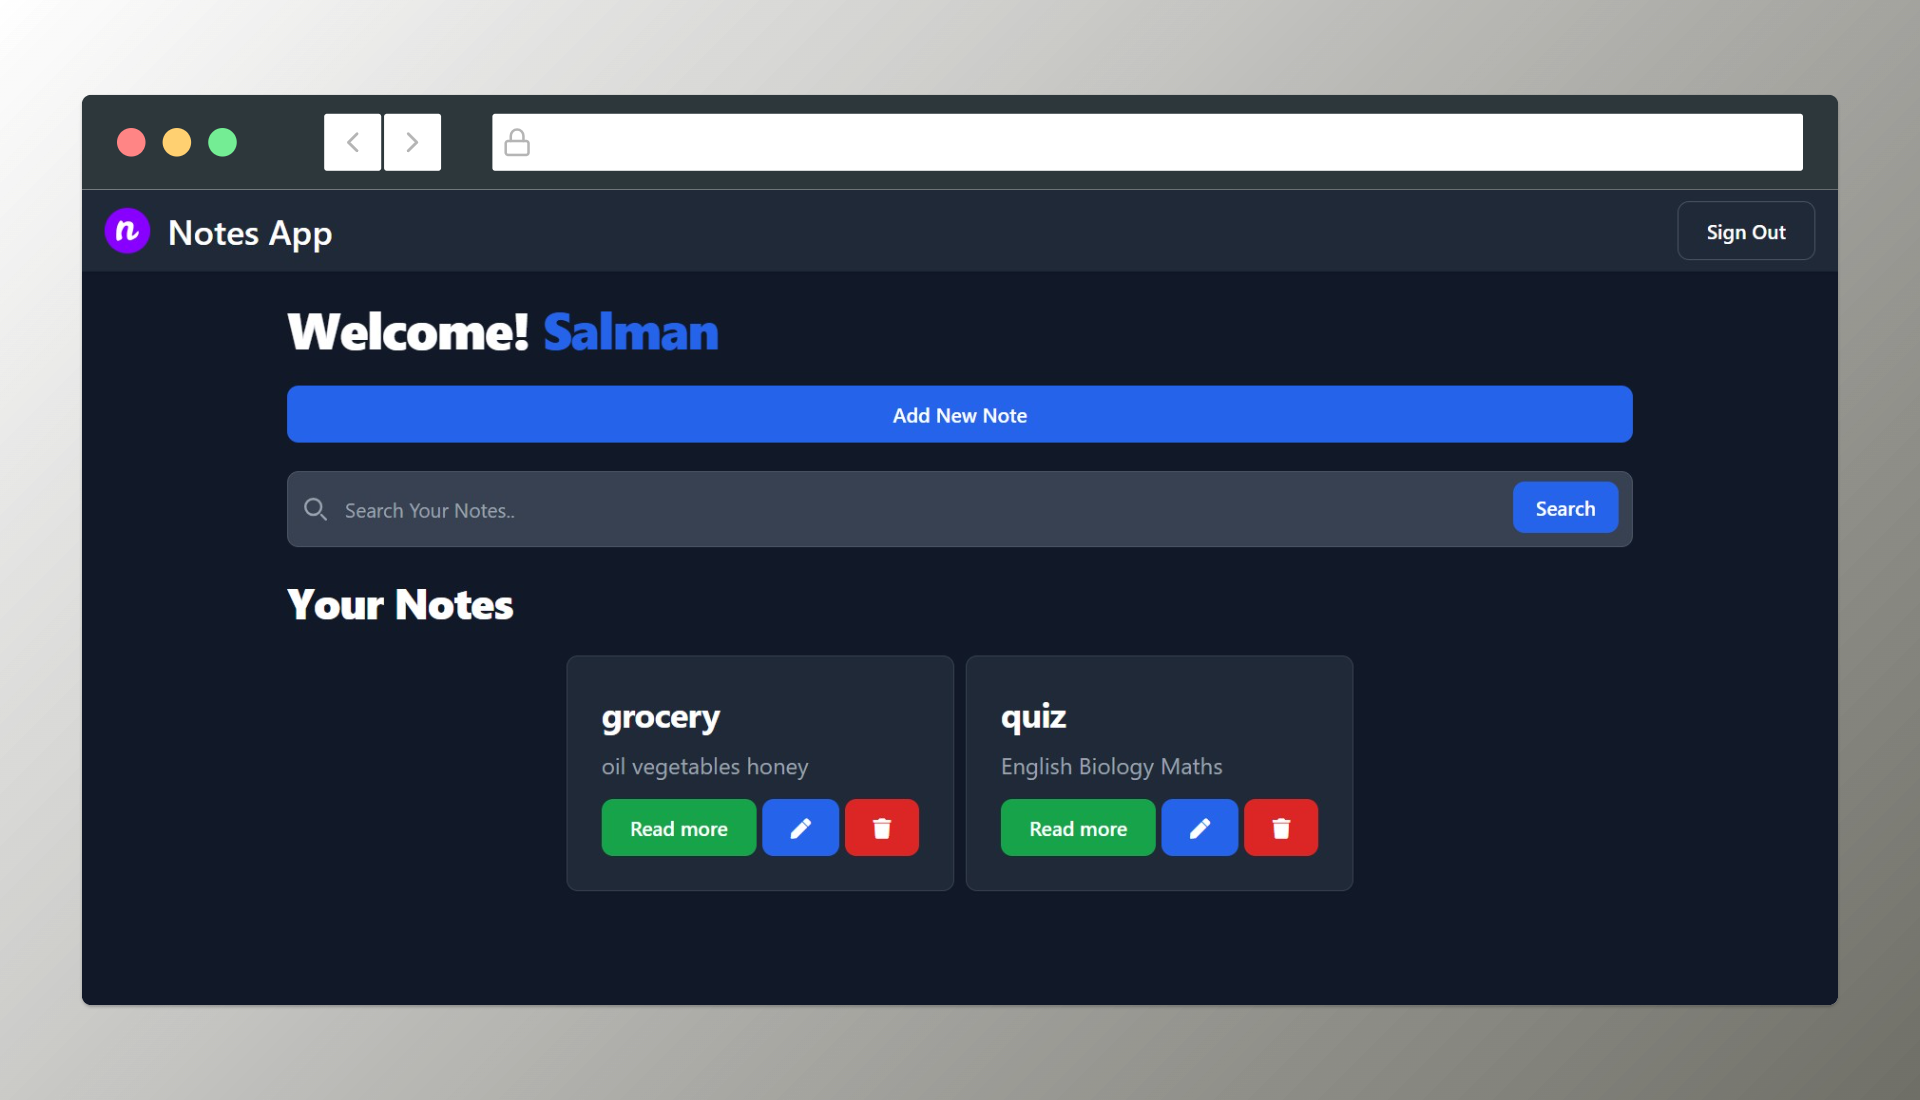 n Notes App
Sign Out
Welcome! Salman
Add New Note
Search Your Notes..
Search
Your Notes
grocery
oil vegetables honey
Read more
quiz
English Biology Maths
Read more